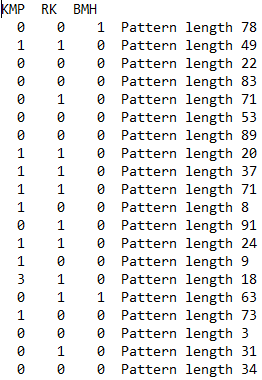 KMP RK BMH
0 0 1 Pattern length 78
1 1 0 Pattern length 49
0 0 0 Pattern length 22
0 0 0 Pattern length 83
0 1 0 Pattern length 71
0 0 0 Pattern length 53
0 0 0 Pattern length 89
1 1 0 Pattern length 20
1 1 0 Pattern length 37
1 1 0 Pattern length 71
1 0 0 Pattern length 8
0 1 0 Pattern length 91
1 1 0 Pattern length 24
1 0 0 Pattern length 9
3 1 0 Pattern length 18
0 1 1 Pattern length 63
1 0 0 Pattern length 73
0 0 0 Pattern length 3
0 1 0 Pattern length 31
0 0 0 Pattern length 34